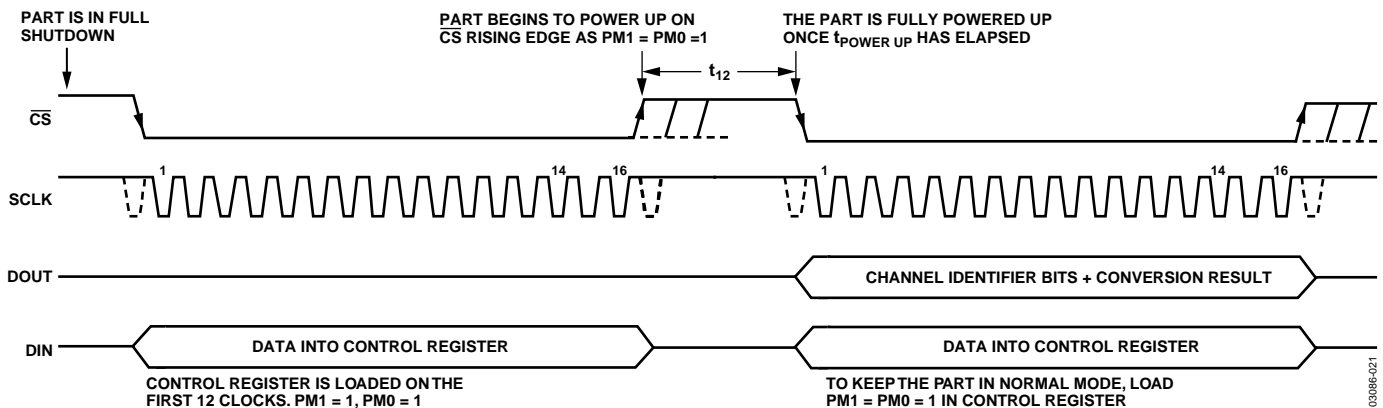 PART IS IN FULL
SHUTDOWN
PART BEGINS TO POWER UP ON
CS RISING EDGE AS PM1 = PM0 =1
THE PART IS FULLY POWERED UP
ONCE tPOWER UP HAS ELAPSED
t12
CS
1
14
16
1
14
16
SCLK
DOUT
CHANNEL IDENTIFIER BITS + CONVERSION RESULT
DIN
DATA INTO CONTROL REGISTER
DATA INTO CONTROL REGISTER
CONTROL REGISTER IS LOADED ON THE
FIRST 12 CLOCKS. PM1 = 1, PM0 = 1
TO KEEP THE PART IN NORMAL MODE, LOAD
PM1 = PM0 = 1 IN CONTROL REGISTER
03086-021